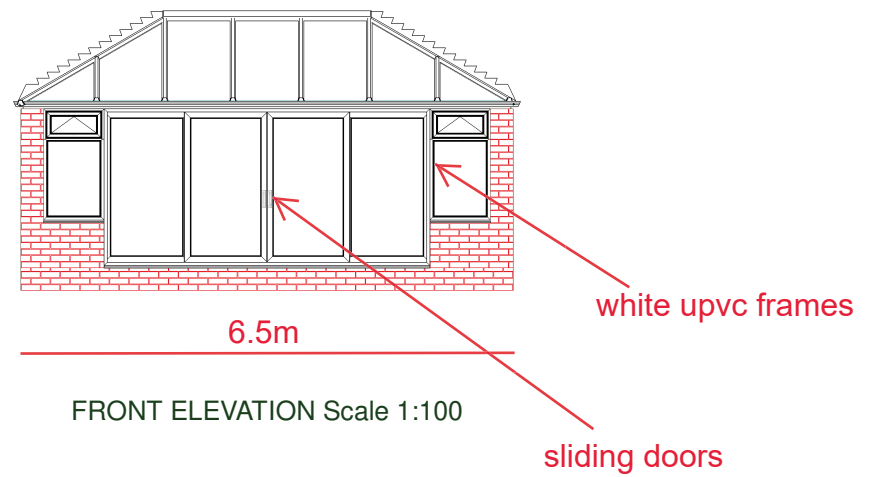 white upvc frames
6.5m
FRONT ELEVATION Scale 1:100
sliding doors